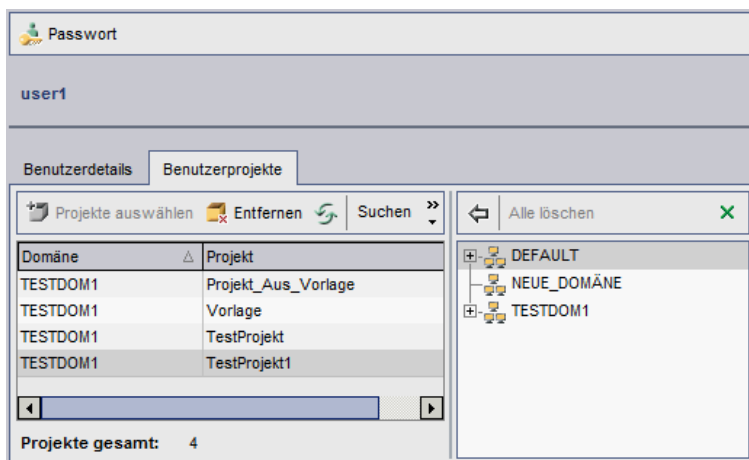 Passwort
user1
Benutzerdetails Benutzerprojekte
Projekte auswählen Entfernen Suchen Alle löschen
Domäne Projekt
TESTDOM1 Projekt_Aus_Vorlage
TESTDOM1 Vorlage
TESTDOM1 TestProjekt
TESTDOM1 TestProjekt1
Projekte gesamt: 4
DEFAULT
NEUE_DOMÄNE
TESTDOM1